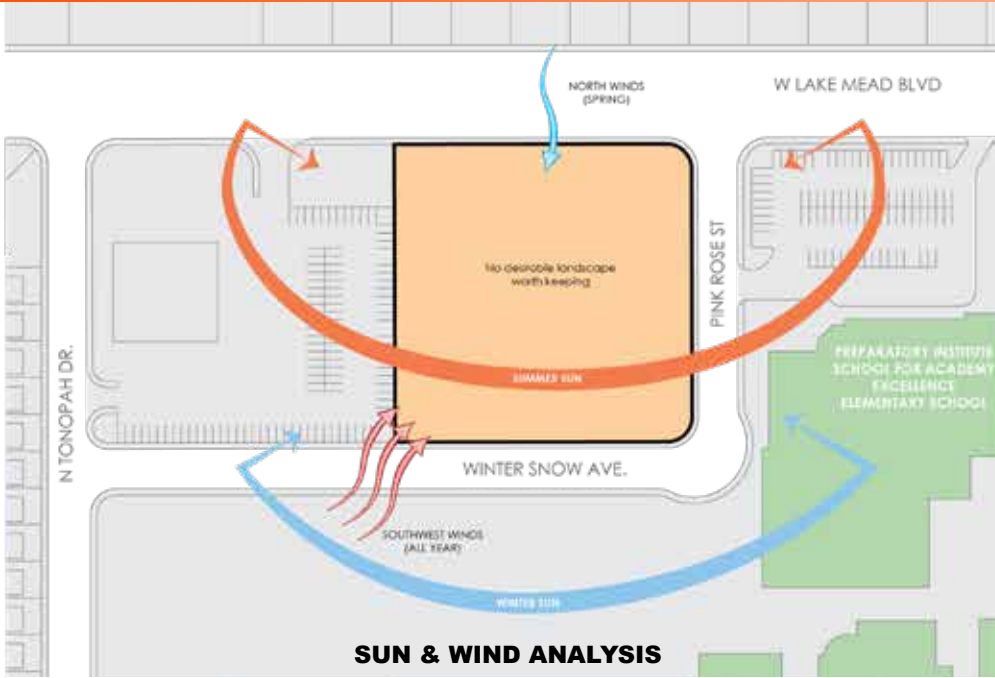 NORTH WINDS
(SPRING)
W LAKE MEAD BLVD
No desirable landscape
worth keeping
PINK ROSE ST
N TONOPAH DR.
SUMMER SUN
PREPARATORY INSTITUTE
SCHOOL FOR ACADEMY
EXCELLENCE
ELEMENTARY SCHOOL
WINTER SNOW AVE.
SOUTHWEST WINDS
(ALL YEAR)
WINTER SUN
SUN & WIND ANALYSIS